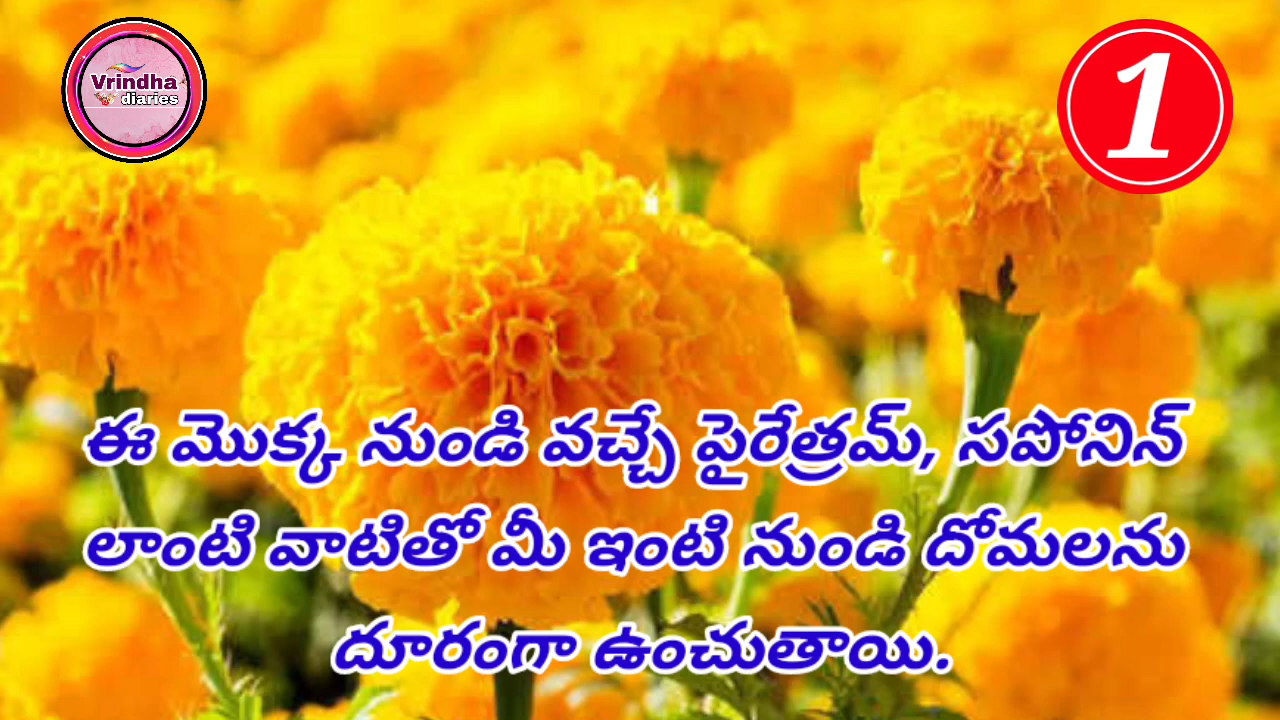 Vrindha
diaries
1
ఈ మొక్క నుండి వచ్చే పైరేత్రమ్, సపోనిన్
లాంటి వాటితో మీ ఇంటి నుండి దోమలను
దూరంగా ఉంచుతాయి.